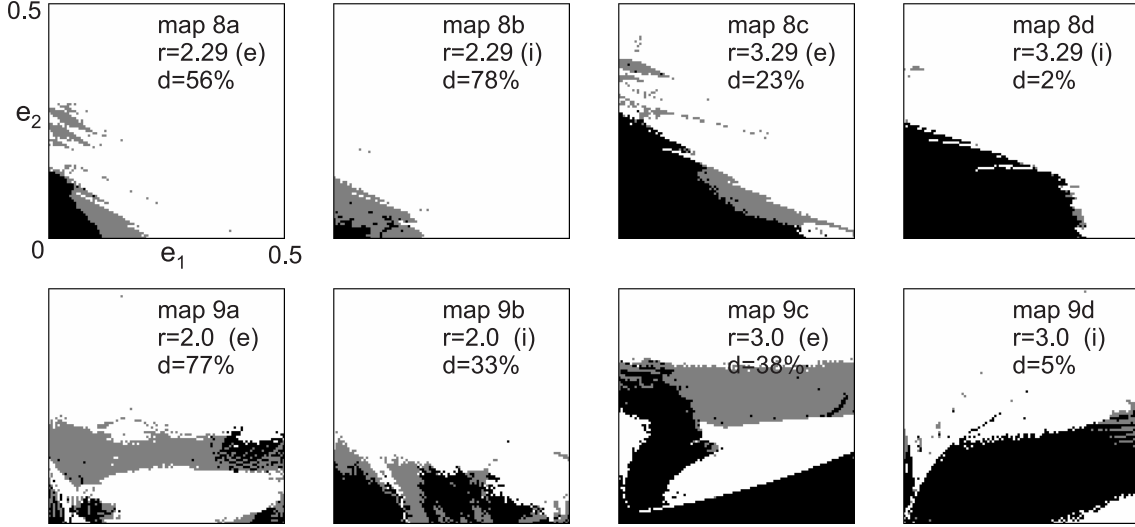 0.5
map 8a
r=2.29 (e)
d=56%
map 8b
r=2.29 (i)
d=78%
map 8c
r=3.29 (e)
d=23%
map 8d
r=3.29 (i)
d=2%
e2
0
e1
0.5
map 9a
r=2.0 (e)
d=77%
map 9b
r=2.0 (i)
d=33%
map 9c
r=3.0 (e)
d=38%
map 9d
r=3.0 (i)
d=5%